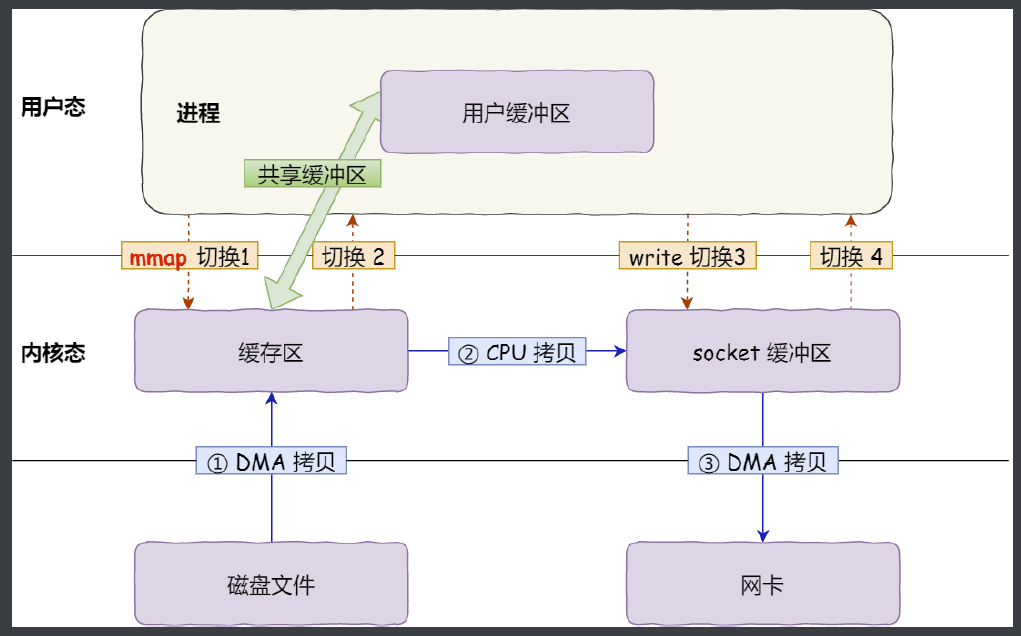 用户态
进程
用户缓冲区
共享缓冲区
mmap 切换1
切换 2
write 切换3
切换 4
内核态
缓存区
② CPU 拷贝
socket 缓冲区
① DMA 拷贝
③ DMA 拷贝
磁盘文件
网卡